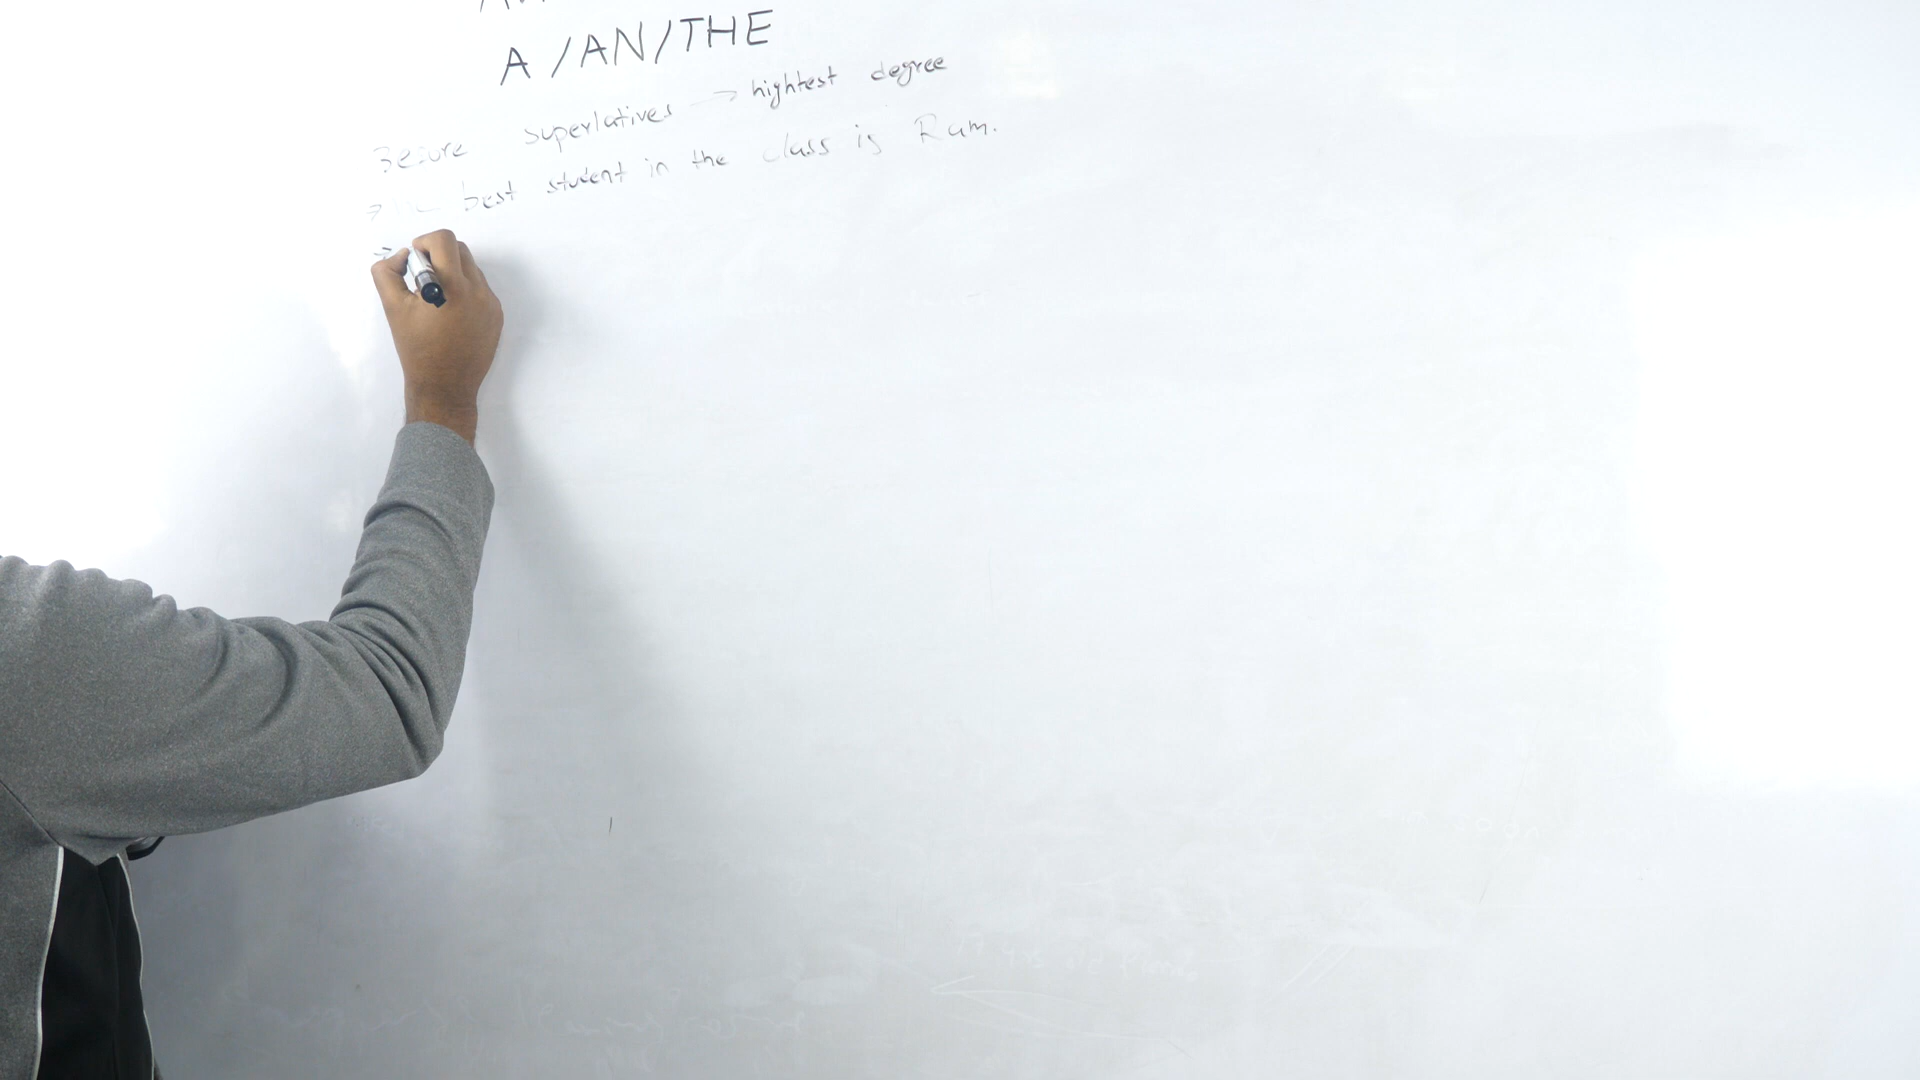 A/AN/THE
Before superlatives → hightest degree
→ best student in the class is Ram.
→